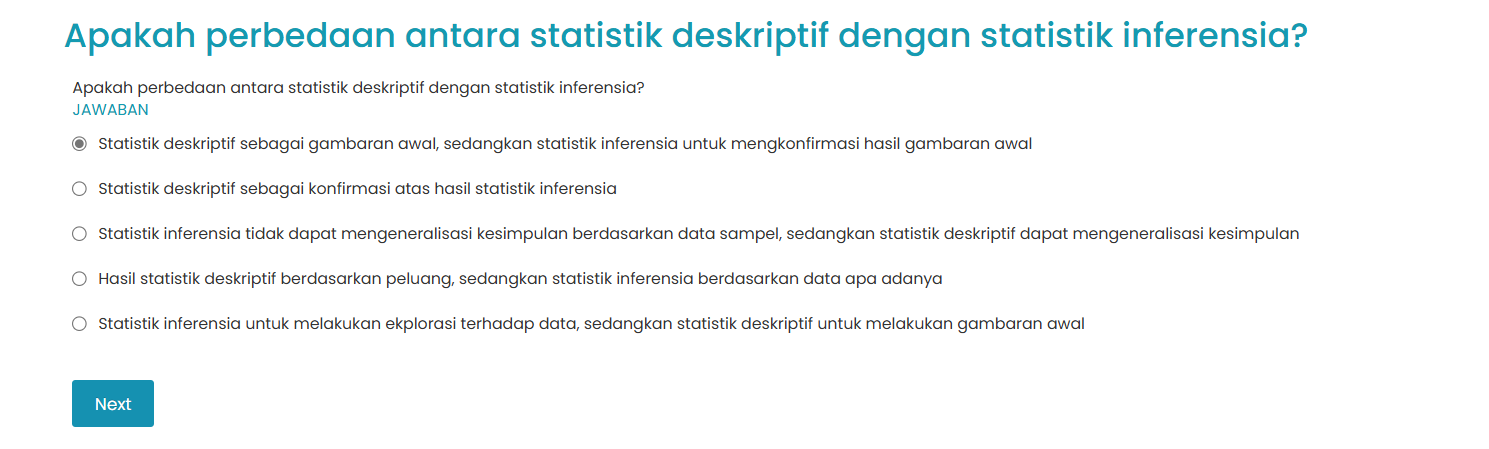 Apakah perbedaan antara statistik deskriptif dengan statistik inferensia?
Apakah perbedaan antara statistik deskriptif dengan statistik inferensia?
JAWABAN
Statistik deskriptif sebagai gambaran awal, sedangkan statistik inferensia untuk mengkonfirmasi hasil gambaran awal
Statistik deskriptif sebagai konfirmasi atas hasil statistik inferensia
Statistik inferensia tidak dapat mengeneralisasi kesimpulan berdasarkan data sampel, sedangkan statistik deskriptif dapat mengeneralisasi kesimpulan
Hasil statistik deskriptif berdasarkan peluang, sedangkan statistik inferensia berdasarkan data apa adanya
Statistik inferensia untuk melakukan ekplorasi terhadap data, sedangkan statistik deskriptif untuk melakukan gambaran awal
Next